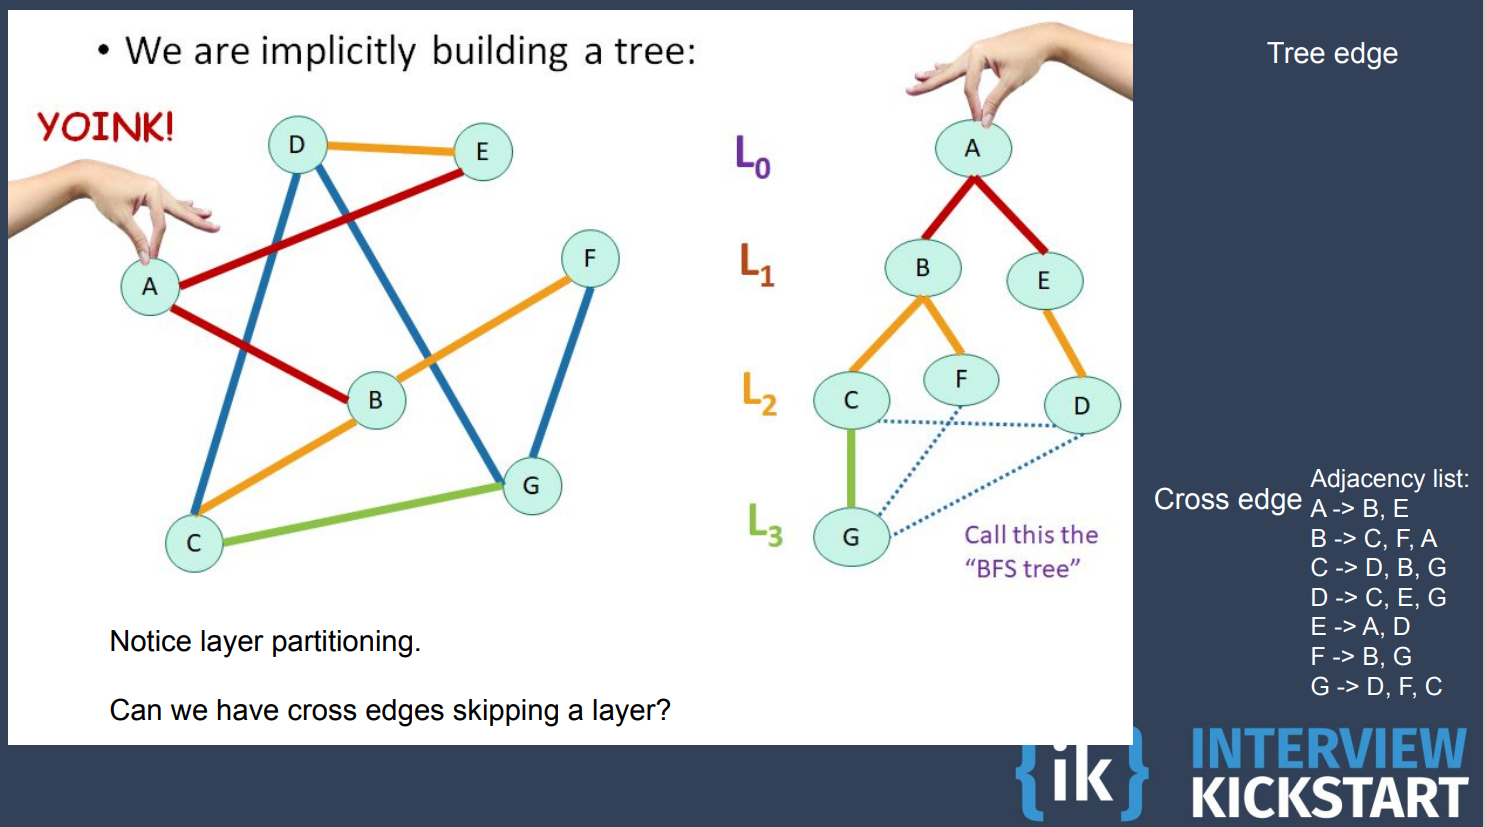 • We are implicitly building a tree:
Tree edge
YOINK!
D
E
A
F
B
G
C
L0
A
L1
B
E
L2
C
F
D
L3
G
Call this the
“BFS tree”
Cross edge
Adjacency list:
A -> B, E
B -> C, F, A
C -> D, B, G
D -> C, E, G
E -> A, D
F -> B, G
G -> D, F, C
Notice layer partitioning.
Can we have cross edges skipping a layer?
{ik}
INTERVIEW
KICKSTART